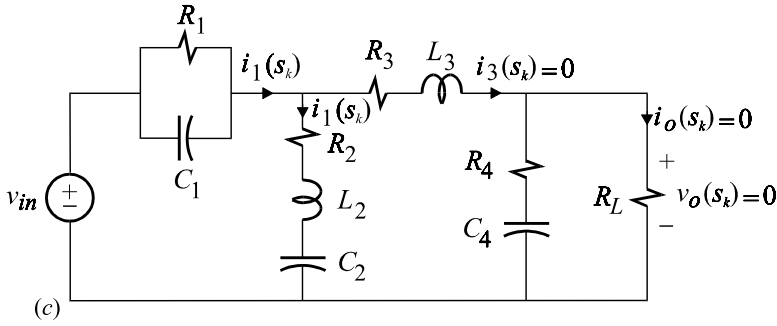 R₁
i₁(sₖ)
R₃
L₃
i₃(sₖ)=0
i₁(sₖ)
iₒ(sₖ)=0
C₁
R₂
R₄
+
vᵢₙ
+
−
L₂
R_L
vₒ(sₖ)=0
C₄
−
C₂
(c)